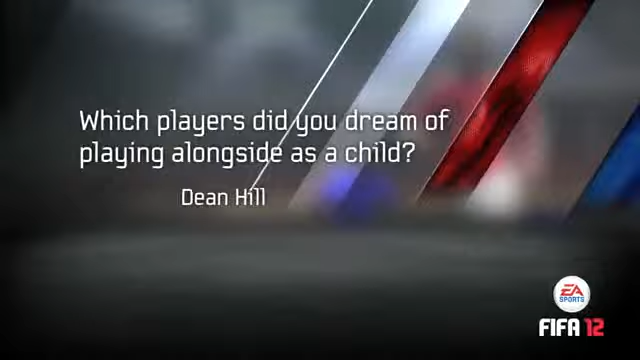 Which players did you dream of
playing alongside as a child?
Dean Hill
EA
SPORTS
FIFA 12